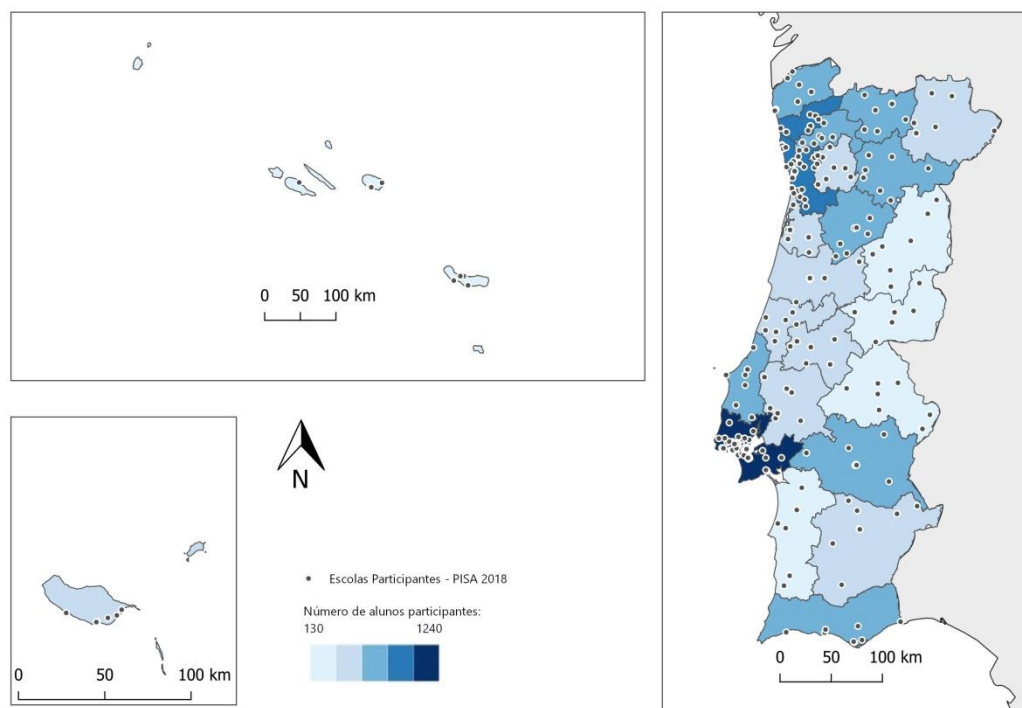 0 50 100 km
N
Escolas Participantes - PISA 2018
Número de alunos participantes:
130 1240
0 50 100 km
0 50 100 km